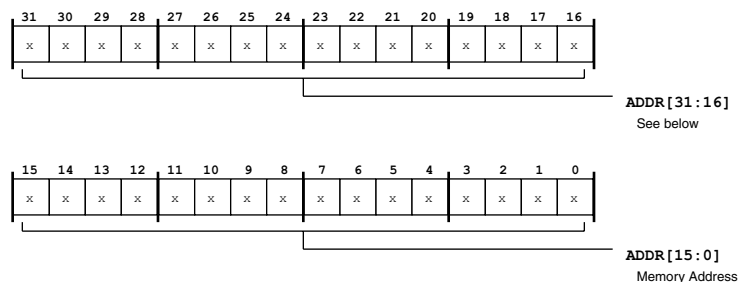 31 30 29 28 27 26 25 24 23 22 21 20 19 18 17 16
x x x x x x x x x x x x x x x x
ADDR[31:16]
See below
15 14 13 12 11 10 9 8 7 6 5 4 3 2 1 0
x x x x x x x x x x x x x x x x
ADDR[15:0]
Memory Address